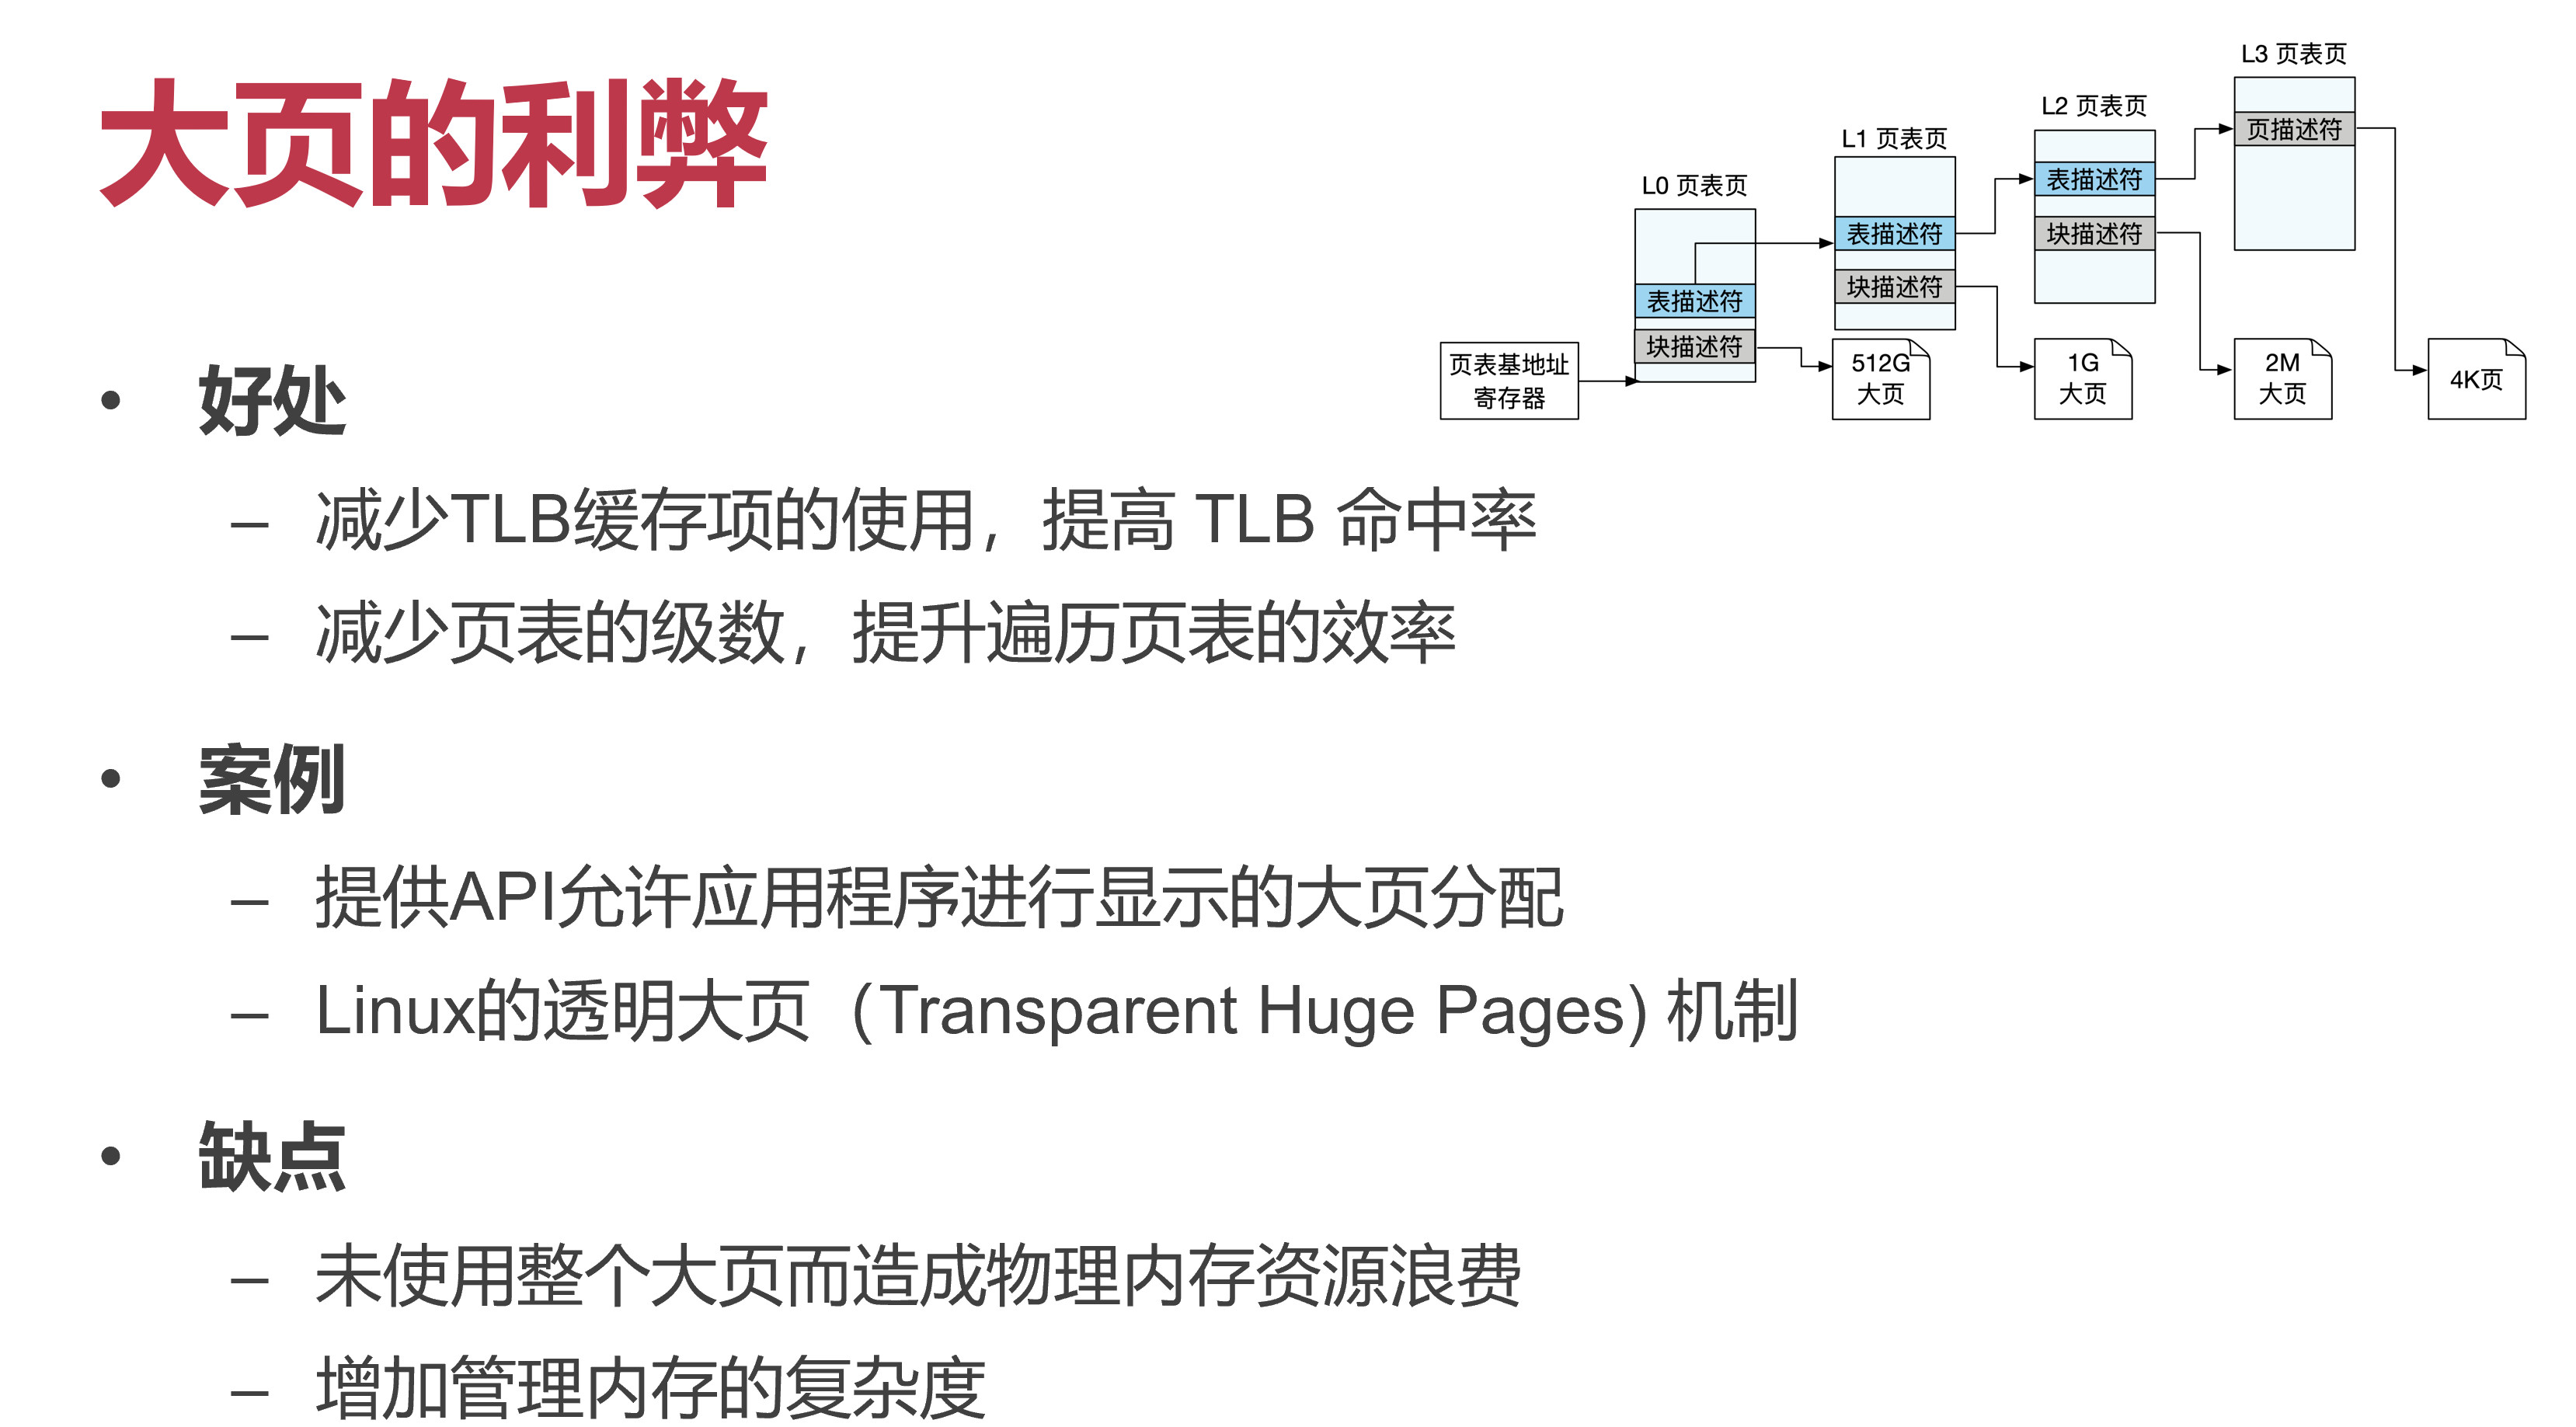 大页的利弊
L0 页表页
L1 页表页
L2 页表页
L3 页表页
页描述符
表描述符
块描述符
表描述符
块描述符
表描述符
块描述符
页表基地址
寄存器
512G
大页
1G
大页
2M
大页
4K页
• 好处
– 减少TLB缓存项的使用，提高 TLB 命中率
– 减少页表的级数，提升遍历页表的效率
• 案例
– 提供API允许应用程序进行显示的大页分配
– Linux的透明大页（Transparent Huge Pages) 机制
• 缺点
– 未使用整个大页而造成物理内存资源浪费
– 增加管理内存的复杂度